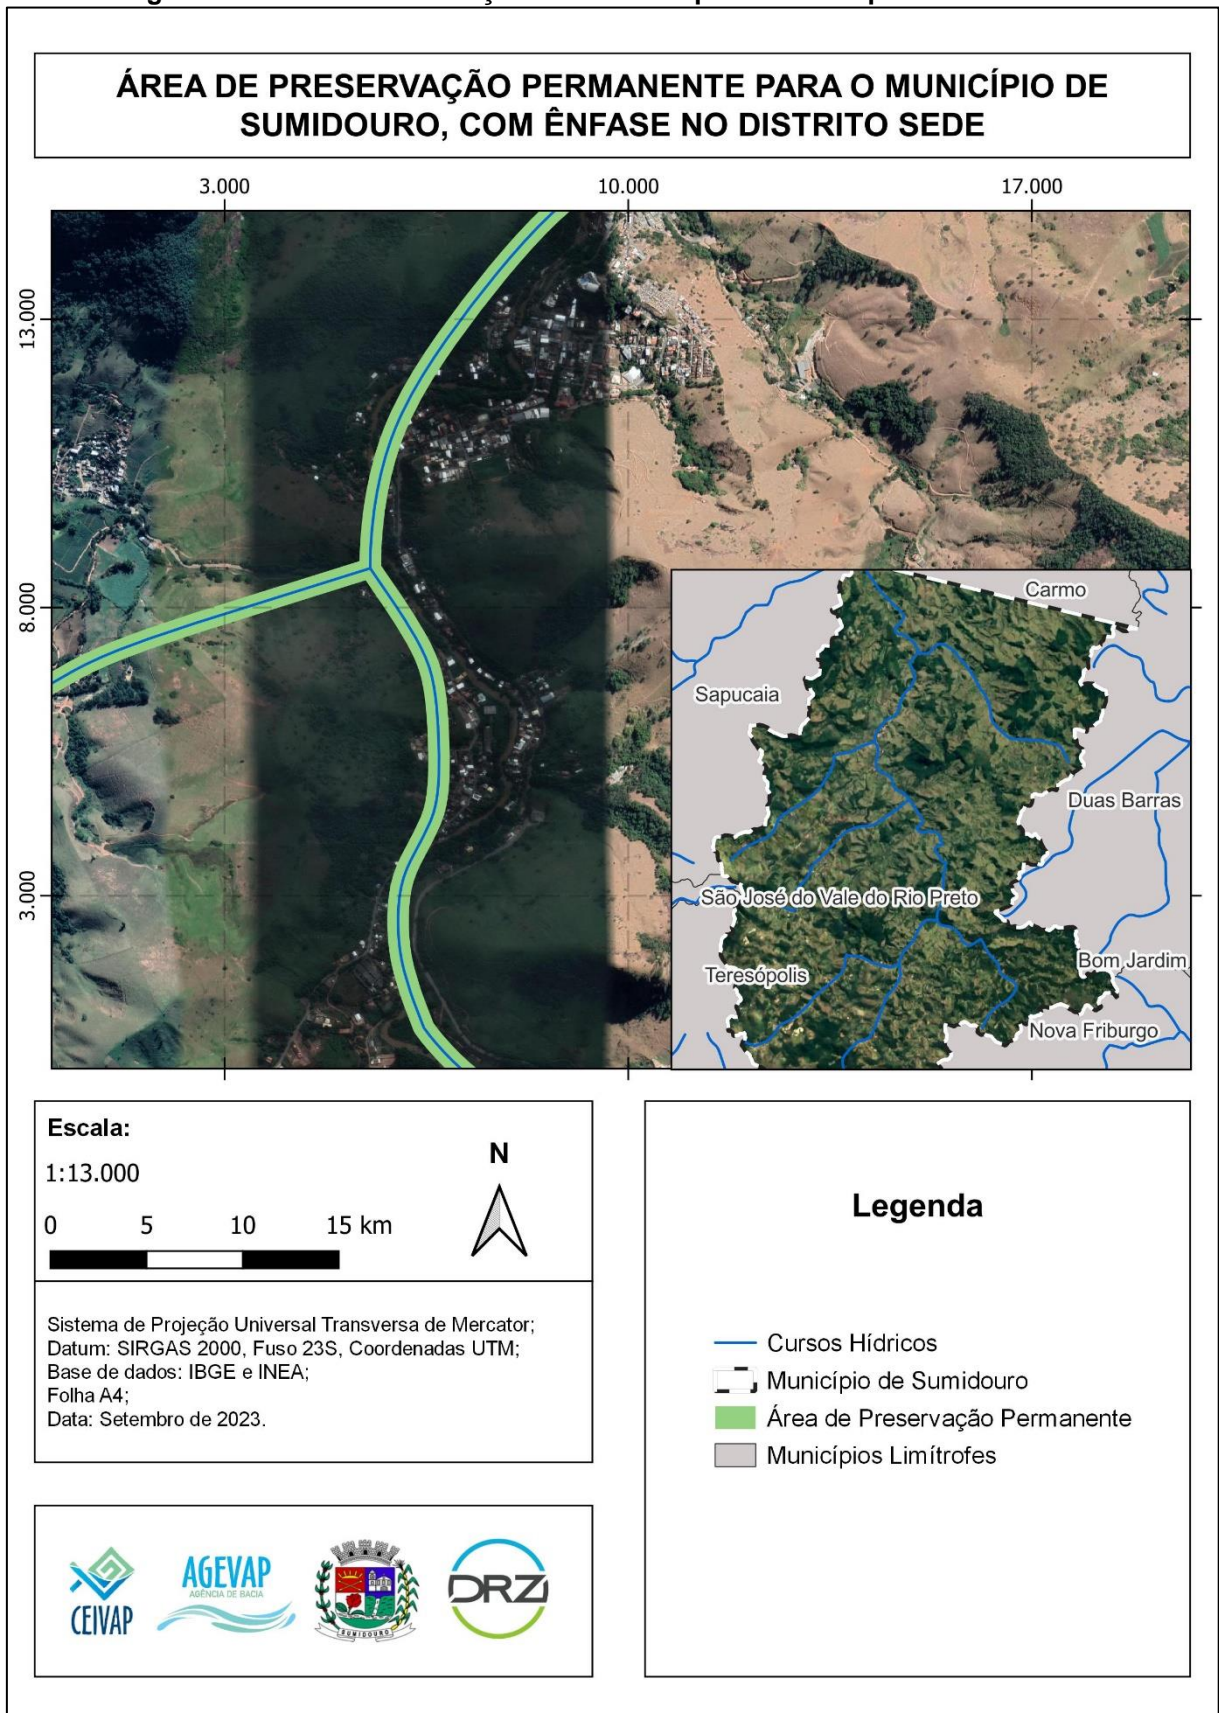 ÁREA DE PRESERVAÇÃO PERMANENTE PARA O MUNICÍPIO DE
SUMIDOURO, COM ÊNFASE NO DISTRITO SEDE
3.000
10.000
17.000
13.000
8.000
3.000
Carmo
Sapucaia
Duas Barras
São José do Vale do Rio Preto
Teresópolis
Bom Jardim
Nova Friburgo
Escala:
1:13.000
0 5 10 15 km
N
Sistema de Projeção Universal Transversa de Mercator;
Datum: SIRGAS 2000, Fuso 23S, Coordenadas UTM;
Base de dados: IBGE e INEA;
Folha A4;
Data: Setembro de 2023.
Legenda
Cursos Hídricos
Município de Sumidouro
Área de Preservação Permanente
Municípios Limítrofes
CEIVAP
AGEVAP
AGÊNCIA DE BACIA
SUMIDOURO
DRZ